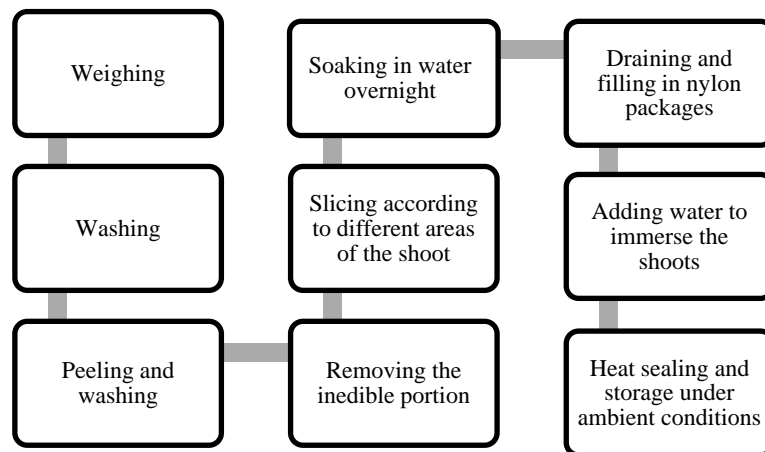 Weighing
Washing
Peeling and
washing
Removing the
inedible portion
Slicing according
to different areas
of the shoot
Soaking in water
overnight
Draining and
filling in nylon
packages
Adding water to
immerse the
shoots
Heat sealing and
storage under
ambient conditions